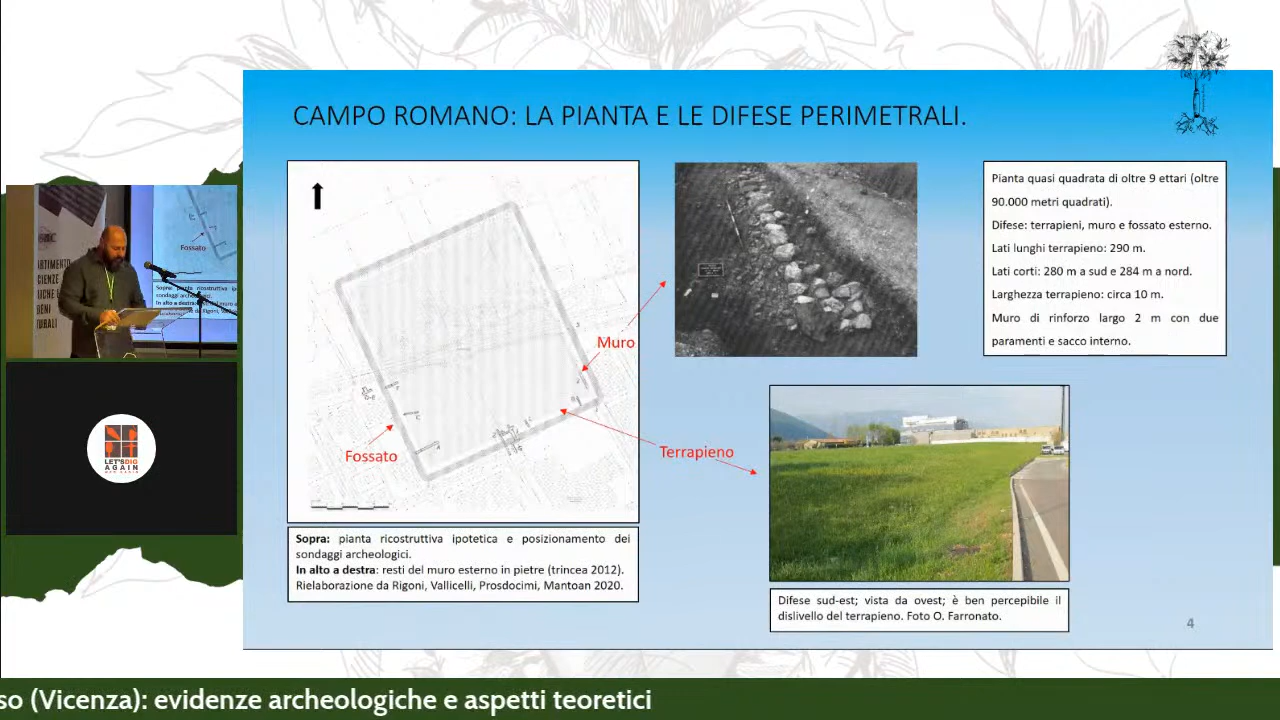 CAMPO ROMANO: LA PIANTA E LE DIFESE PERIMETRALI.
Muro
Fossato
Terrapieno
Sopra: pianta ricostruttiva ipotetica e posizionamento dei
sondaggi archeologici.
In alto a destra: resti del muro esterno in pietre (trincea 2012).
Rielaborazione da Rigoni, Vallicelli, Prosdocimi, Mantoan 2020.
Pianta quasi quadrata di oltre 9 ettari (oltre
90.000 metri quadrati).
Difese: terrapieni, muro e fossato esterno.
Lati lunghi terrapieno: 290 m.
Lati corti: 280 m a sud e 284 m a nord.
Larghezza terrapieno: circa 10 m.
Muro di rinforzo largo 2 m con due
paramenti e sacco interno.
Difese sud-est; vista da ovest; è ben percepibile il
dislivello del terrapieno. Foto O. Farronato.
4
Fossato
LET'SDIG
AGAIN
so (Vicenza): evidenze archeologiche e aspetti teoretici